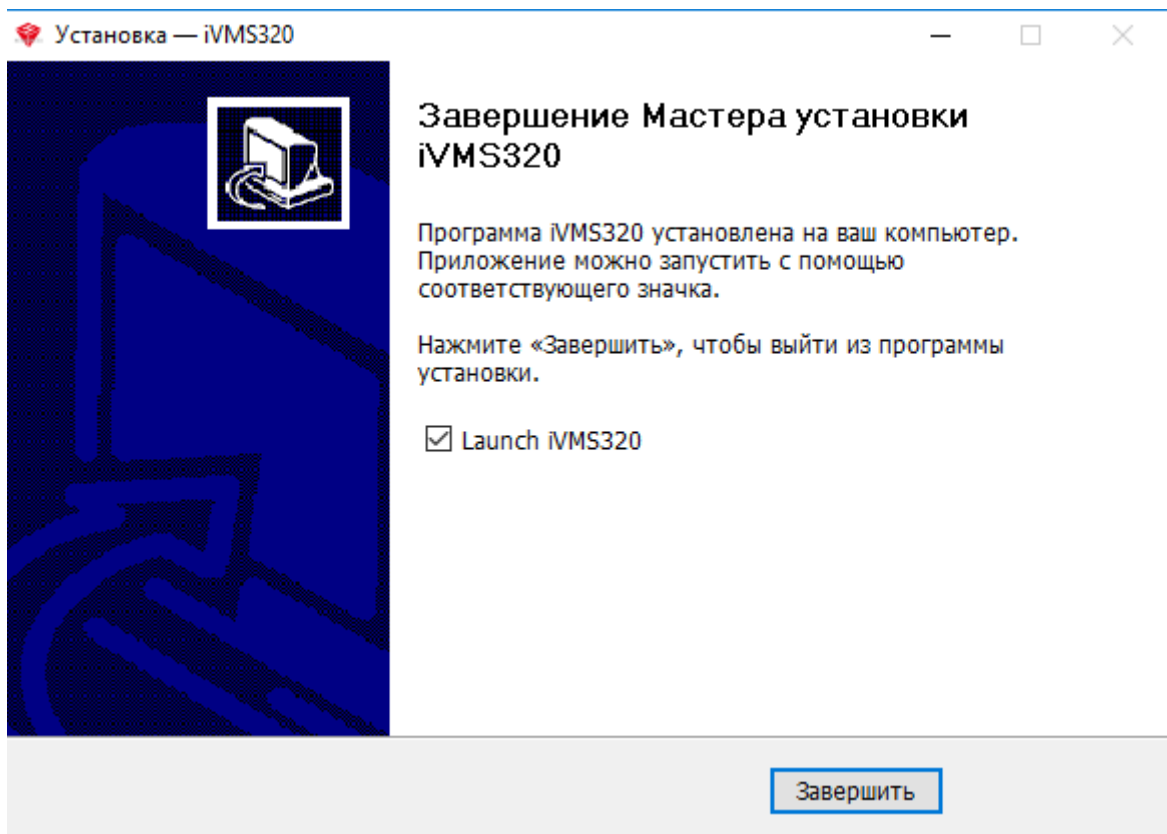 Установка — iVMS320
Завершение Мастера установки
iVMS320
Программа iVMS320 установлена на ваш компьютер.
Приложение можно запустить с помощью
соответствующего значка.
Нажмите «Завершить», чтобы выйти из программы
установки.
Launch iVMS320
Завершить